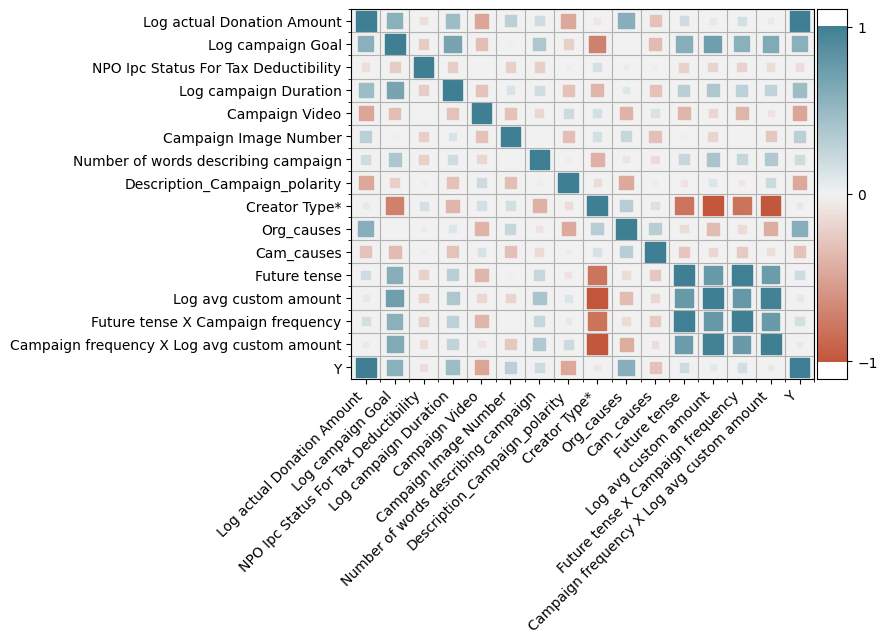 Log actual Donation Amount
Log campaign Goal
NPO Ipc Status For Tax Deductibility
Log campaign Duration
Campaign Video
Campaign Image Number
Number of words describing campaign
Description_Campaign_polarity
Creator Type*
Org_causes
Cam_causes
Future tense
Log avg custom amount
Future tense X Campaign frequency
Campaign frequency X Log avg custom amount
Y
1
0
−1
Log actual Donation Amount
Log campaign Goal
NPO Ipc Status For Tax Deductibility
Log campaign Duration
Campaign Video
Campaign Image Number
Number of words describing campaign
Description_Campaign_polarity
Creator Type*
Org_causes
Cam_causes
Future tense
Log avg custom amount
Future tense X Campaign frequency
Campaign frequency X Log avg custom amount
Y